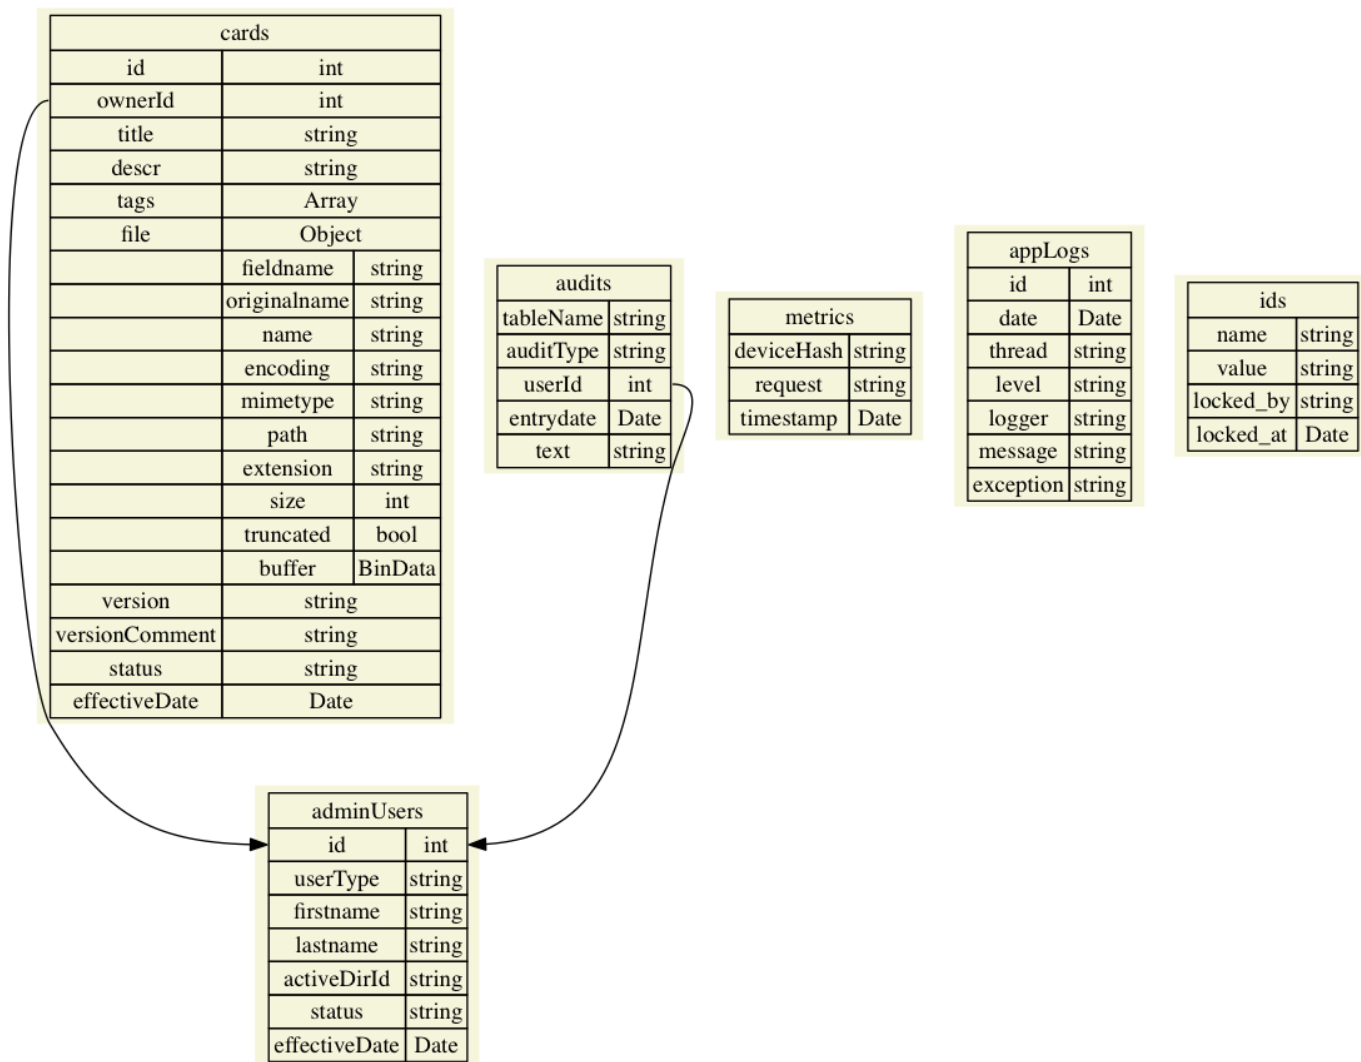 cards
id int
ownerId int
title string
descr string
tags Array
file Object
fieldname string
originalname string
name string
encoding string
mimetype string
path string
extension string
size int
truncated bool
buffer BinData
version string
versionComment string
status string
effectiveDate Date
audits
tableName string
auditType string
userId int
entrydate Date
text string
metrics
deviceHash string
request string
timestamp Date
appLogs
id int
date Date
thread string
level string
logger string
message string
exception string
ids
name string
value string
locked_by string
locked_at Date
adminUsers
id int
userType string
firstname string
lastname string
activeDirId string
status string
effectiveDate Date